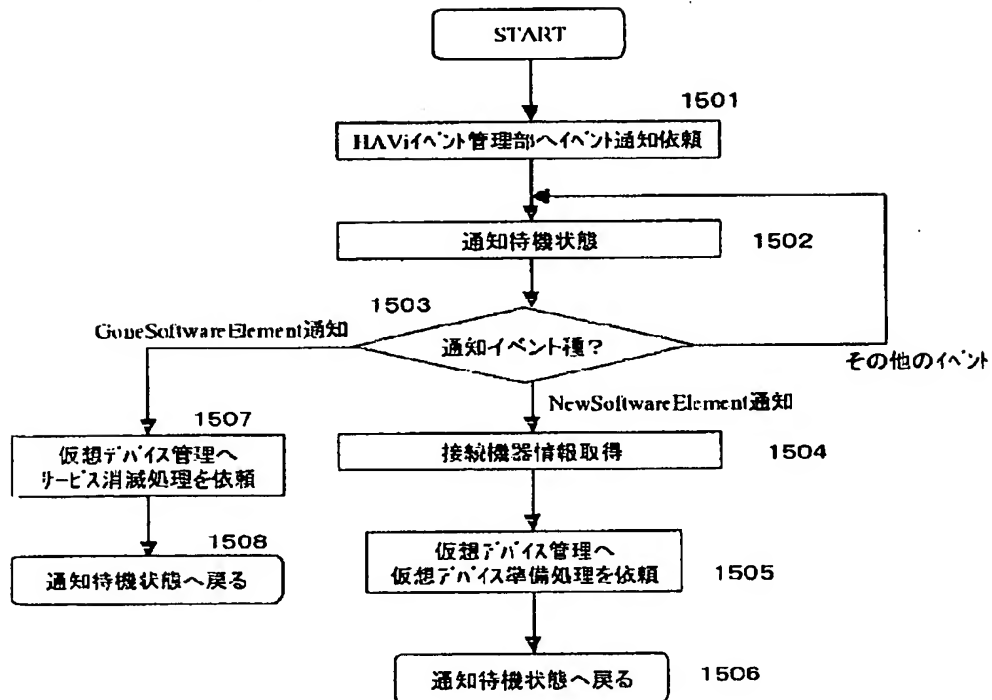 START
1501
HAViイベント管理部へイベント通知依頼
通知待機状態
1502
1503
GoneSoftwareElement通知
通知イベント種?
その他のイベント
NewSoftwareElement通知
1507
仮想デバイス管理へ
サービス消滅処理を依頼
接続機器情報取得
1504
1508
通知待機状態へ戻る
仮想デバイス管理へ
仮想デバイス準備処理を依頼
1505
通知待機状態へ戻る
1506